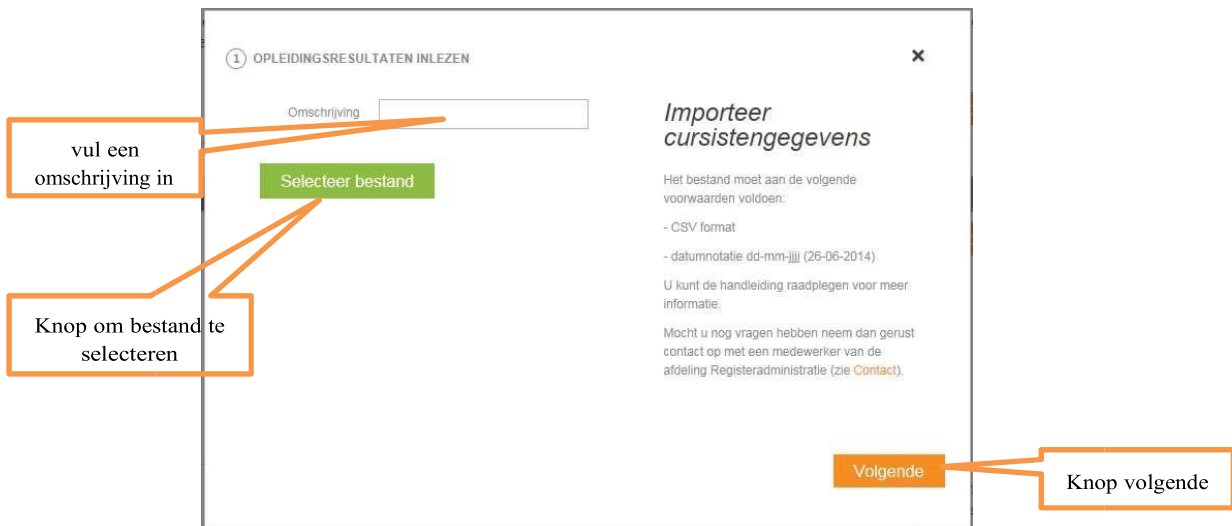 1 OPLEIDINGSRESULTATEN INLEZEN
×
Omschrijving
Selecteer bestand
Importeer
cursistengegevens
Het bestand moet aan de volgende
voorwaarden voldoen:
- CSV format
- datumnotatie dd-mm-jjjj (26-06-2014)
U kunt de handleiding raadplegen voor meer
informatie.
Mocht u nog vragen hebben neem dan gerust
contact op met een medewerker van de
afdeling Registeradministratie (zie Contact).
Volgende
vul een
omschrijving in
Knop om bestand te
selecteren
Knop volgende